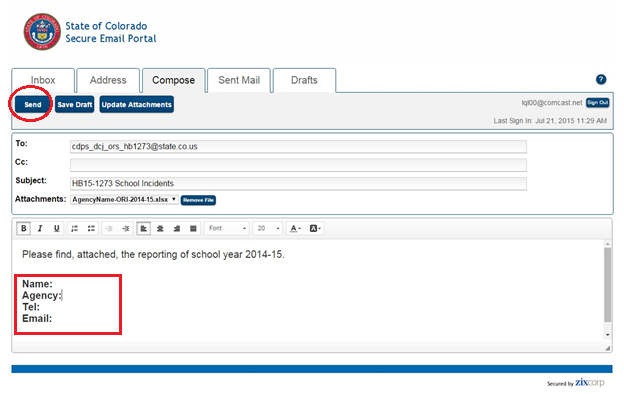 State of Colorado
Secure Email Portal
Inbox
Address
Compose
Sent Mail
Drafts
?
Send
Save Draft
Update Attachments
lql00@comcast.net Sign Out
Last Sign In: Jul 21, 2015 11:29 AM
To: cdps_dcj_ors_hb1273@state.co.us
Cc:
Subject: HB15-1273 School Incidents
Attachments: AgencyName-ORI-2014-15.xlsx Remove File
B I U Font 20 A A
Please find, attached, the reporting of school year 2014-15.
Name:
Agency:
Tel:
Email:
Secured by zixcorp